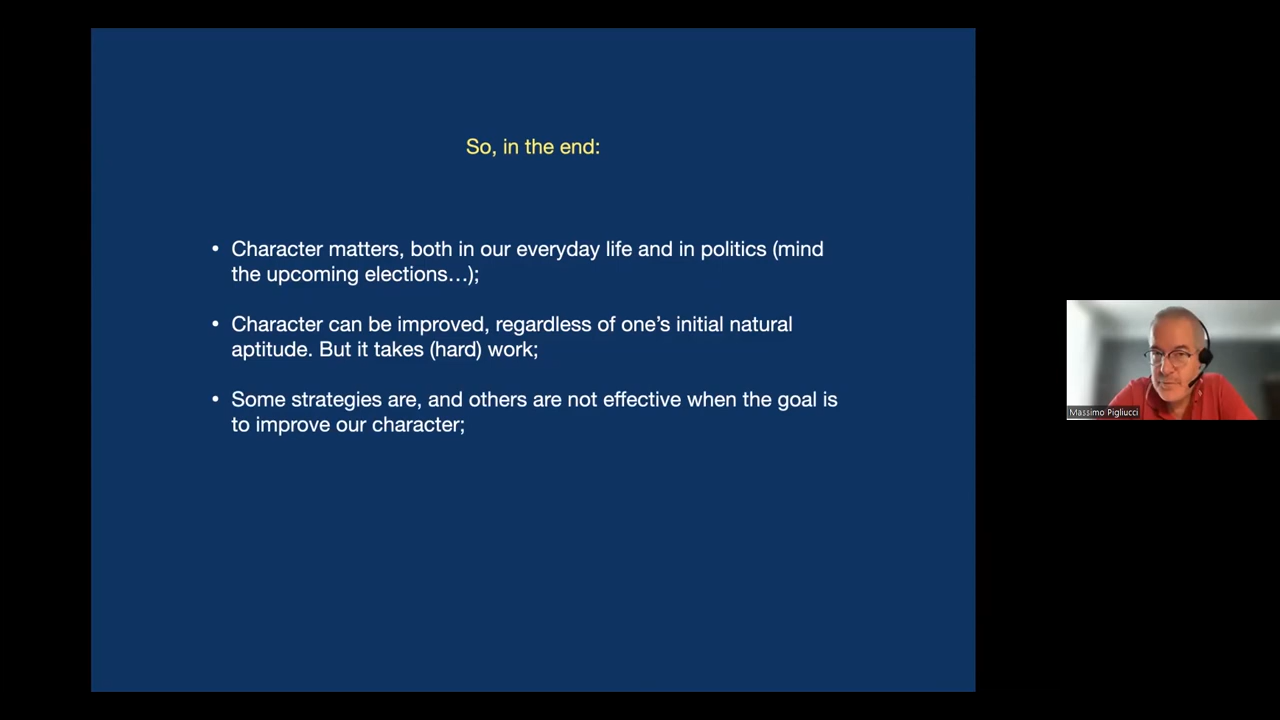 So, in the end:
• Character matters, both in our everyday life and in politics (mind
the upcoming elections…);
• Character can be improved, regardless of one’s initial natural
aptitude. But it takes (hard) work;
• Some strategies are, and others are not effective when the goal is
to improve our character;
Massimo Pigliucci